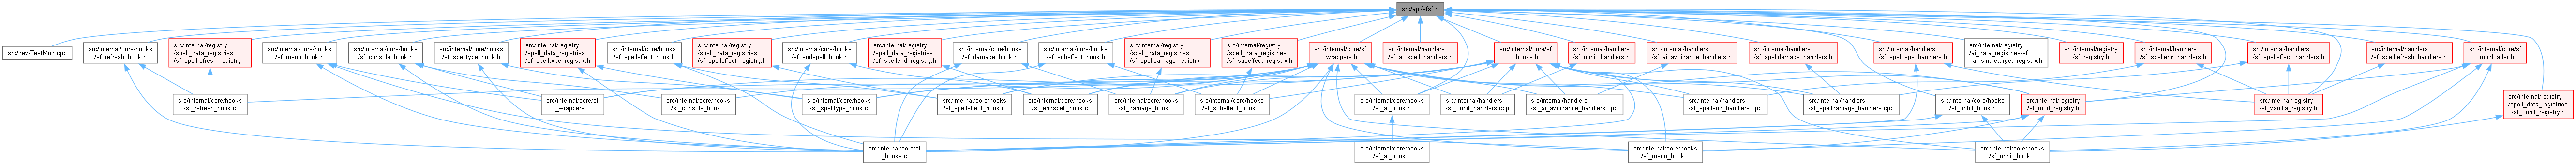 src/api/sfsf.h
src/dev/TestMod.cpp
src/internal/core/hooks
/sf_refresh_hook.h
src/internal/registry
/spell_data_registries
/sf_spellrefresh_registry.h
src/internal/core/hooks
/sf_menu_hook.h
src/internal/core/hooks
/sf_console_hook.h
src/internal/core/hooks
/sf_spelltype_hook.h
src/internal/registry
/spell_data_registries
/sf_spelltype_registry.h
src/internal/core/hooks
/sf_spelleffect_hook.h
src/internal/registry
/spell_data_registries
/sf_spelleffect_registry.h
src/internal/core/hooks
/sf_endspell_hook.h
src/internal/registry
/spell_data_registries
/sf_spellend_registry.h
src/internal/core/hooks
/sf_damage_hook.h
src/internal/core/hooks
/sf_subeffect_hook.h
src/internal/registry
/spell_data_registries
/sf_spelldamage_registry.h
src/internal/registry
/spell_data_registries
/sf_subeffect_registry.h
src/internal/core/sf
_wrappers.h
src/internal/handlers
/sf_ai_spell_handlers.h
src/internal/core/sf
_hooks.h
src/internal/handlers
/sf_onhit_handlers.h
src/internal/handlers
/sf_ai_avoidance_handlers.h
src/internal/handlers
/sf_spelldamage_handlers.h
src/internal/handlers
/sf_spelltype_handlers.h
src/internal/registry
/ai_data_registries/sf
_ai_singletarget_registry.h
src/internal/registry
/sf_registry.h
src/internal/handlers
/sf_spellend_handlers.h
src/internal/handlers
/sf_spelleffect_handlers.h
src/internal/handlers
/sf_spellrefresh_handlers.h
src/internal/core/sf
_modloader.h
src/internal/core/hooks
/sf_refresh_hook.c
src/internal/core/sf
_wrappers.c
src/internal/core/hooks
/sf_console_hook.c
src/internal/core/hooks
/sf_spelltype_hook.c
src/internal/core/hooks
/sf_spelleffect_hook.c
src/internal/core/hooks
/sf_endspell_hook.c
src/internal/core/hooks
/sf_damage_hook.c
src/internal/core/hooks
/sf_subeffect_hook.c
src/internal/core/hooks
/sf_ai_hook.h
src/internal/handlers
/sf_onhit_handlers.cpp
src/internal/handlers
/sf_ai_avoidance_handlers.cpp
src/internal/handlers
/sf_spellend_handlers.cpp
src/internal/core/hooks
/sf_onhit_hook.h
src/internal/handlers
/sf_spelldamage_handlers.cpp
src/internal/registry
/sf_mod_registry.h
src/internal/registry
/sf_vanilla_registry.h
src/internal/registry
/spell_data_registries
/sf_onhit_registry.h
src/internal/core/sf
_hooks.c
src/internal/core/hooks
/sf_ai_hook.c
src/internal/core/hooks
/sf_menu_hook.c
src/internal/core/hooks
/sf_onhit_hook.c